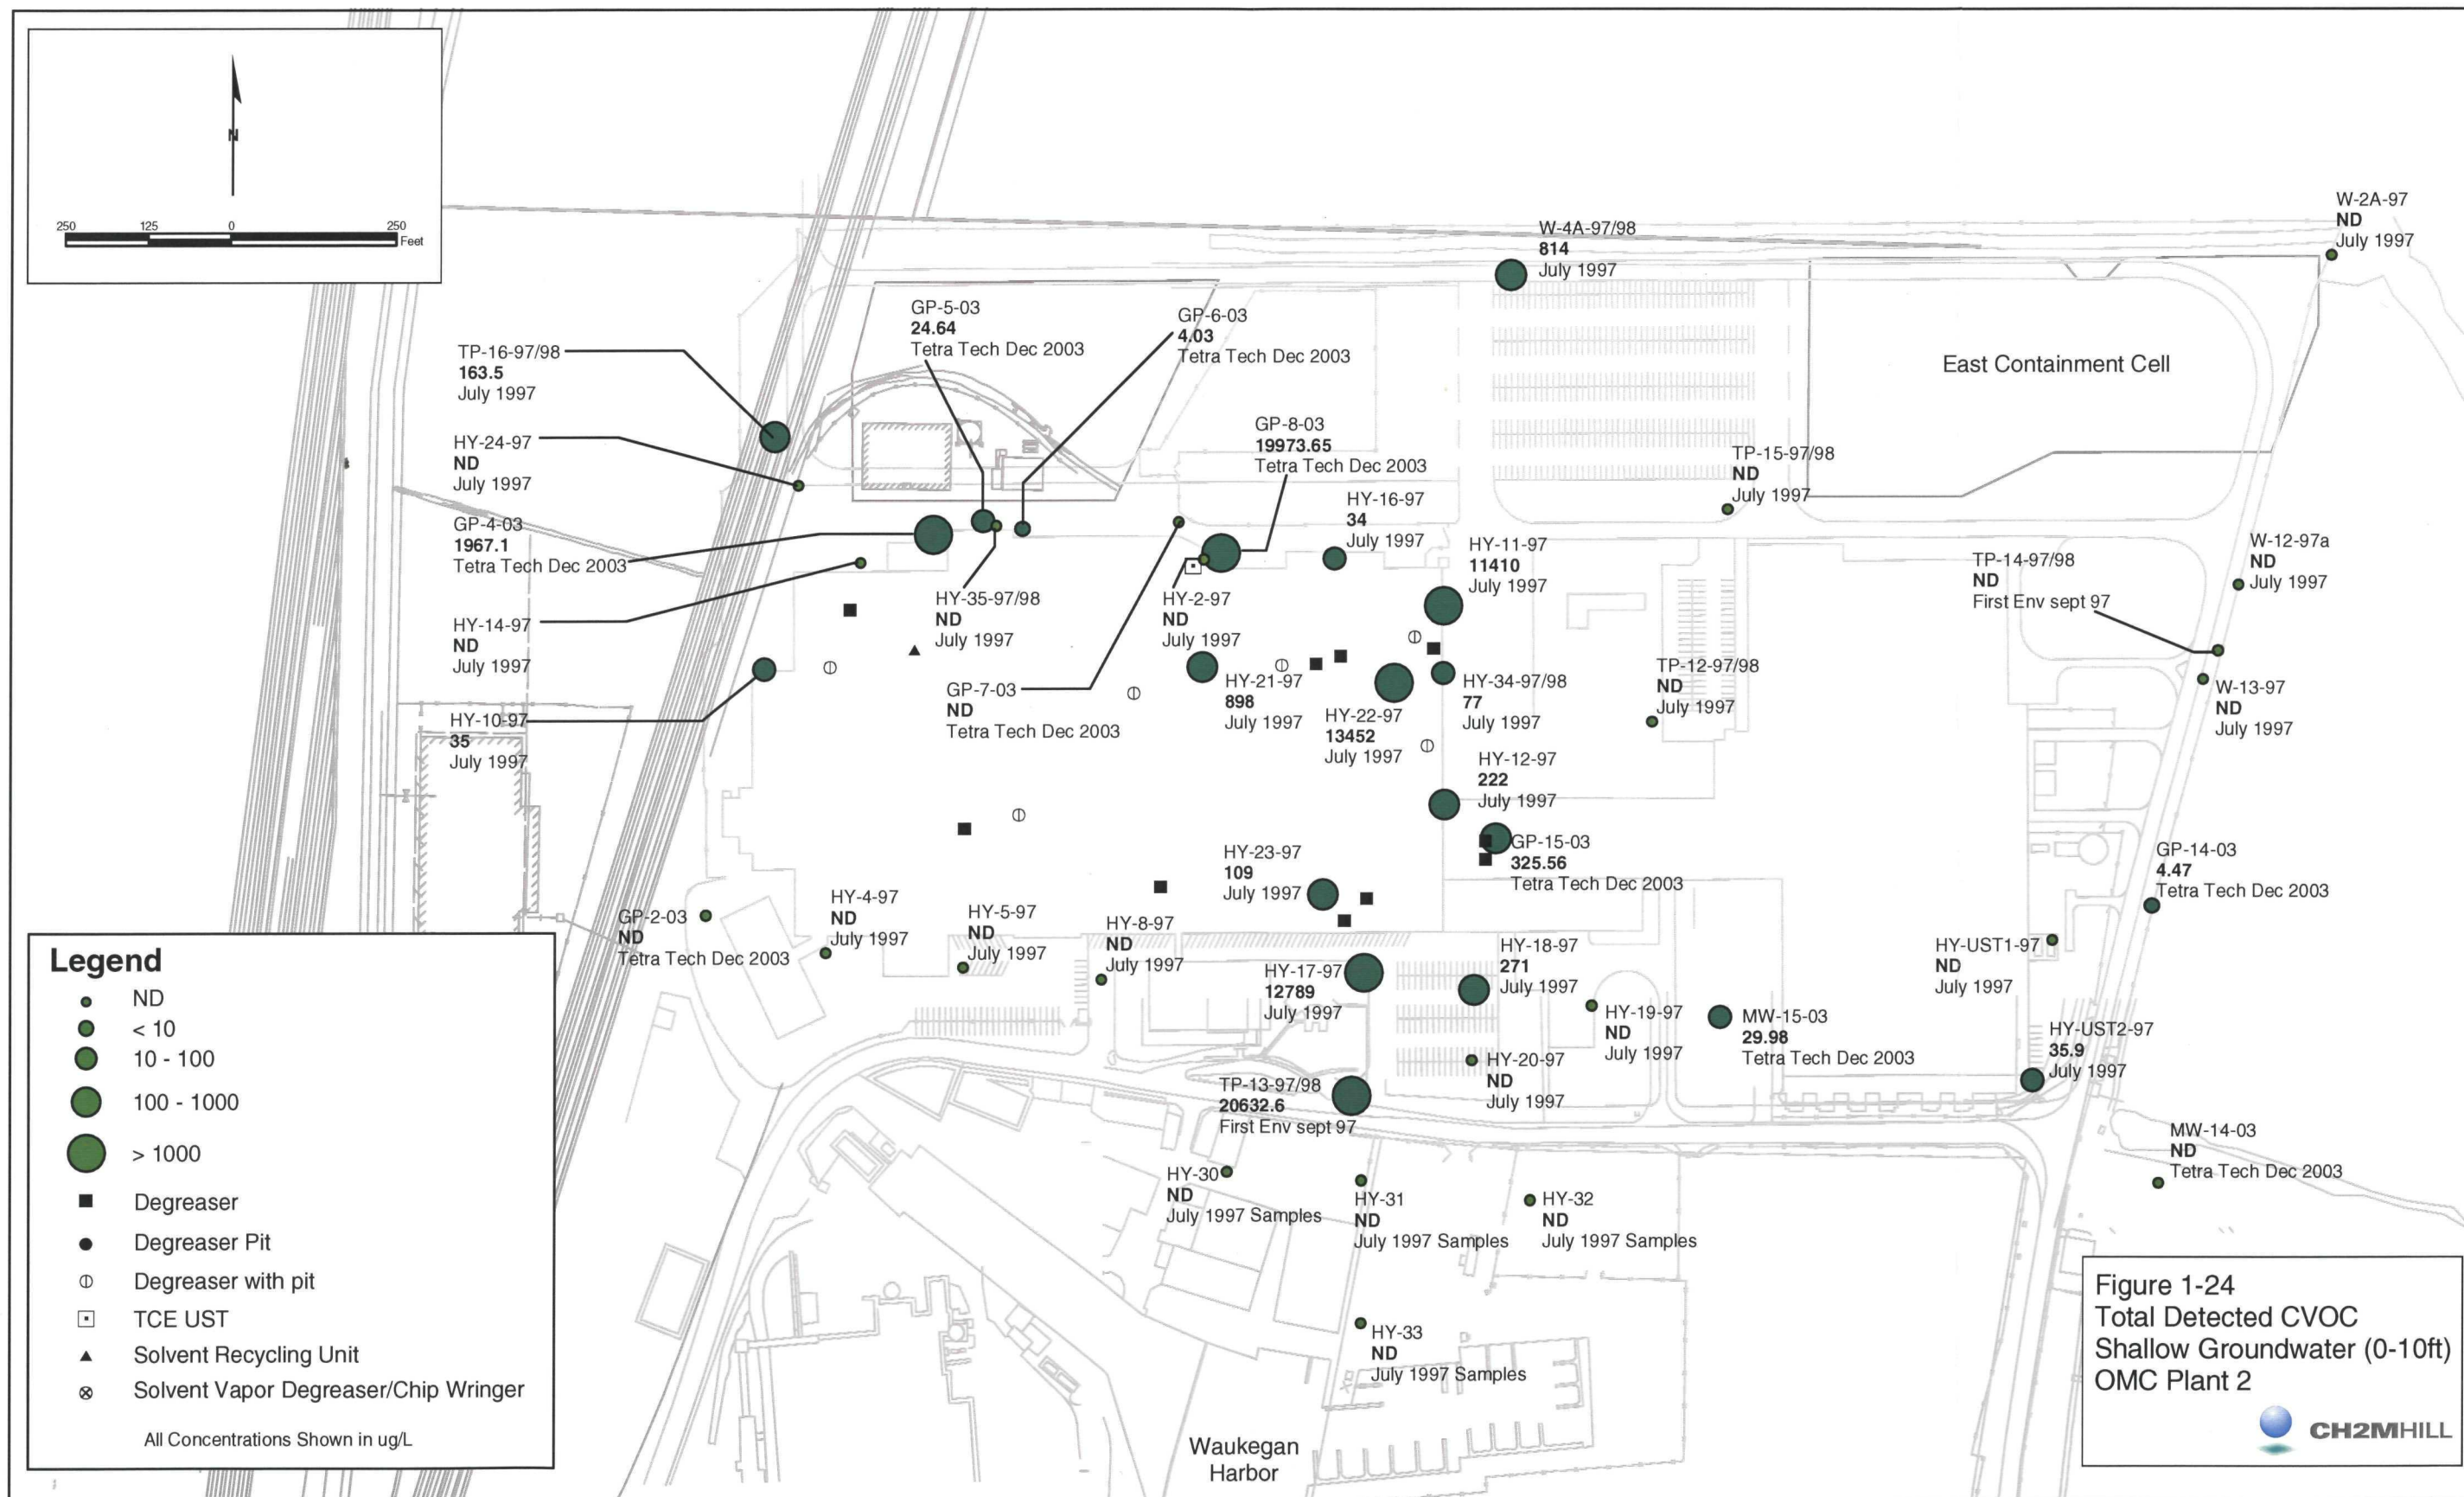 N
250 125 0 250
Feet
W-2A-97
ND
July 1997
W-4A-97/98
814
July 1997
GP-5-03
24.64
Tetra Tech Dec 2003
GP-6-03
4.03
Tetra Tech Dec 2003
TP-16-97/98
163.5
July 1997
East Containment Cell
HY-24-97
ND
July 1997
GP-8-03
19973.65
Tetra Tech Dec 2003
TP-15-97/98
ND
July 1997
HY-16-97
34
July 1997
GP-4-03
1967.1
Tetra Tech Dec 2003
HY-11-97
11410
July 1997
W-12-97a
ND
July 1997
TP-14-97/98
ND
First Env sept 97
HY-35-97/98
ND
July 1997
HY-2-97
ND
July 1997
HY-14-97
ND
July 1997
TP-12-97/98
ND
July 1997
GP-7-03
ND
Tetra Tech Dec 2003
HY-21-97
898
July 1997
HY-34-97/98
77
July 1997
W-13-97
ND
July 1997
HY-10-97
35
July 1997
HY-22-97
13452
July 1997
HY-12-97
222
July 1997
HY-23-97
109
July 1997
GP-15-03
325.56
Tetra Tech Dec 2003
GP-14-03
4.47
Tetra Tech Dec 2003
GP-2-03
ND
Tetra Tech Dec 2003
HY-4-97
ND
July 1997
HY-5-97
ND
July 1997
HY-8-97
ND
July 1997
HY-17-97
12789
July 1997
HY-18-97
271
July 1997
HY-UST1-97
ND
July 1997
HY-19-97
ND
July 1997
MW-15-03
29.98
Tetra Tech Dec 2003
HY-UST2-97
35.9
July 1997
HY-20-97
ND
July 1997
TP-13-97/98
20632.6
First Env sept 97
MW-14-03
ND
Tetra Tech Dec 2003
HY-30
ND
July 1997 Samples
HY-31
ND
July 1997 Samples
HY-32
ND
July 1997 Samples
HY-33
ND
July 1997 Samples
Waukegan
Harbor
Legend
ND
< 10
10 - 100
100 - 1000
> 1000
Degreaser
Degreaser Pit
Degreaser with pit
TCE UST
Solvent Recycling Unit
Solvent Vapor Degreaser/Chip Wringer
All Concentrations Shown in ug/L
Figure 1-24
Total Detected CVOC
Shallow Groundwater (0-10ft)
OMC Plant 2
CH2MHILL